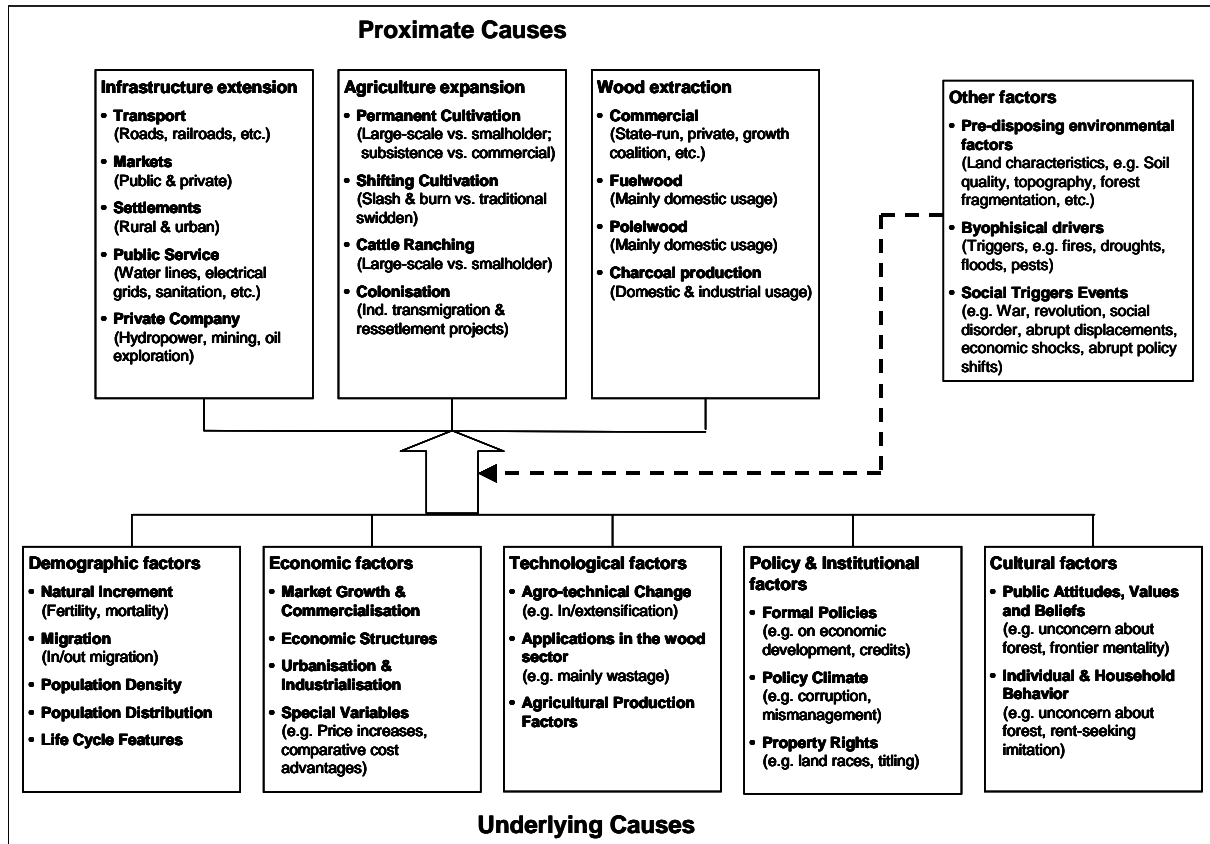 Proximate Causes
Infrastructure extension
• Transport
(Roads, railroads, etc.)
• Markets
(Public & private)
• Settlements
(Rural & urban)
• Public Service
(Water lines, electrical
grids, sanitation, etc.)
• Private Company
(Hydropower, mining, oil
exploration)
Agriculture expansion
• Permanent Cultivation
(Large-scale vs. smalholder;
subsistence vs. commercial)
• Shifting Cultivation
(Slash & burn vs. traditional
swidden)
• Cattle Ranching
(Large-scale vs. smalholder)
• Colonisation
(Ind. transmigration &
ressetlement projects)
Wood extraction
• Commercial
(State-run, private, growth
coalition, etc.)
• Fuelwood
(Mainly domestic usage)
• Polelwood
(Mainly domestic usage)
• Charcoal production
(Domestic & industrial usage)
Other factors
• Pre-disposing environmental
factors
(Land characteristics, e.g. Soil
quality, topography, forest
fragmentation, etc.)
• Byophisical drivers
(Triggers, e.g. fires, droughts,
floods, pests)
• Social Triggers Events
(e.g. War, revolution, social
disorder, abrupt displacements,
economic shocks, abrupt policy
shifts)
Demographic factors
• Natural Increment
(Fertility, mortality)
• Migration
(In/out migration)
• Population Density
• Population Distribution
• Life Cycle Features
Economic factors
• Market Growth &
Commercialisation
• Economic Structures
• Urbanisation &
Industrialisation
• Special Variables
(e.g. Price increases,
comparative cost
advantages)
Technological factors
• Agro-technical Change
(e.g. In/extensification)
• Applications in the wood
sector
(e.g. mainly wastage)
• Agricultural Production
Factors
Policy & Institutional
factors
• Formal Policies
(e.g. on economic
development, credits)
• Policy Climate
(e.g. corruption,
mismanagement)
• Property Rights
(e.g. land races, titling)
Cultural factors
• Public Attitudes, Values
and Beliefs
(e.g. unconcern about
forest, frontier mentality)
• Individual & Household
Behavior
(e.g. unconcern about
forest, rent-seeking
imitation)
Underlying Causes